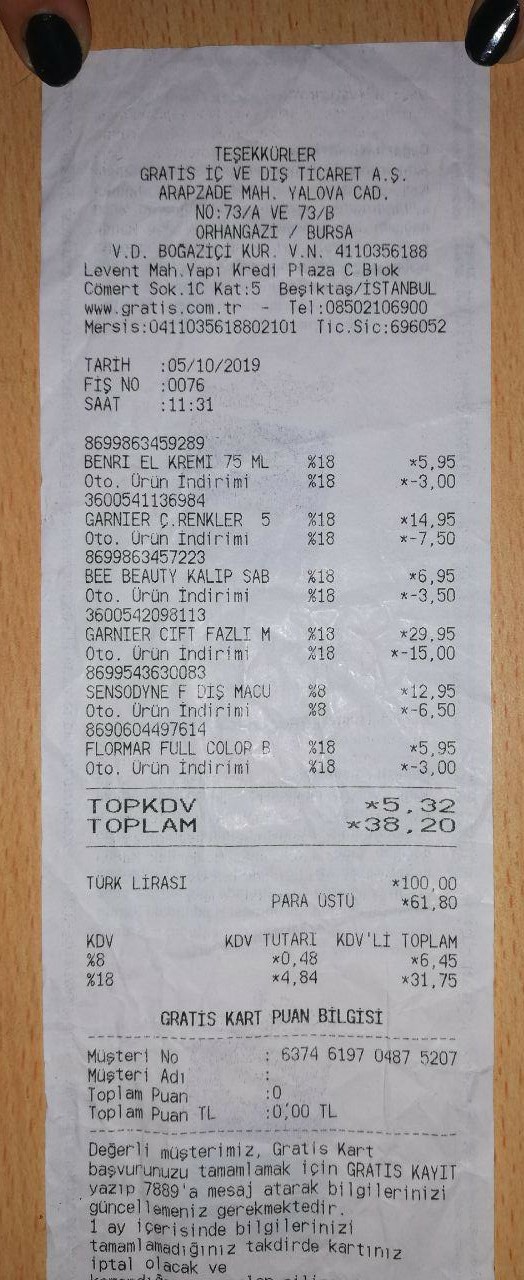 TEŞEKKÜRLER
GRATİS İÇ VE DIŞ TİCARET A.Ş.
ARAPZADE MAH. YALOVA CAD.
NO:73/A VE 73/B
ORHANGAZİ / BURSA
V.D. BOĞAZİÇİ KUR. V.N. 4110356188
Levent Mah.Yapı Kredi Plaza C Blok
Cömert Sok.1C Kat:5 Beşiktaş/İSTANBUL
www.gratis.com.tr - Tel:08502106900
Mersis:0411035618802101 Tic.Sic:696052
TARİH :05/10/2019
FİŞ NO :0076
SAAT :11:31
8699863459289
BENRI EL KREMI 75 ML %18 *5,95
Oto. Ürün İndirimi %18 *-3,00
3600541136984
GARNIER Ç.RENKLER 5 %18 *14,95
Oto. Ürün İndirimi %18 *-7,50
8699863457223
BEE BEAUTY KALIP SAB %18 *6,95
Oto. Ürün İndirimi %18 *-3,50
3600542098113
GARNIER CIFT FAZLI M %18 *29,95
Oto. Ürün İndirimi %18 *-15,00
8699543630083
SENSODYNE F DIŞ MACU %8 *12,95
Oto. Ürün İndirimi %8 *-6,50
8690604497614
FLORMAR FULL COLOR B %18 *5,95
Oto. Ürün İndirimi %18 *-3,00
TOPKDV *5,32
TOPLAM *38,20
TÜRK LİRASI *100,00
PARA ÜSTÜ *61,80
KDV KDV TUTARI KDV'Lİ TOPLAM
%8 *0,48 *6,45
%18 *4,84 *31,75
GRATİS KART PUAN BİLGİSİ
Müşteri No : 6374 6197 0487 5207
Müşteri Adı :
Toplam Puan :0
Toplam Puan TL :0,00 TL
Değerli müşterimiz, Gratis Kart
başvurunuzu tamamlamak için GRATIS KAYIT
yazıp 7889'a mesaj atarak bilgilerinizi
güncellemeniz gerekmektedir.
1 ay içerisinde bilgilerinizi
tamamlamadığınız takdirde kartınız
iptal olacak ve